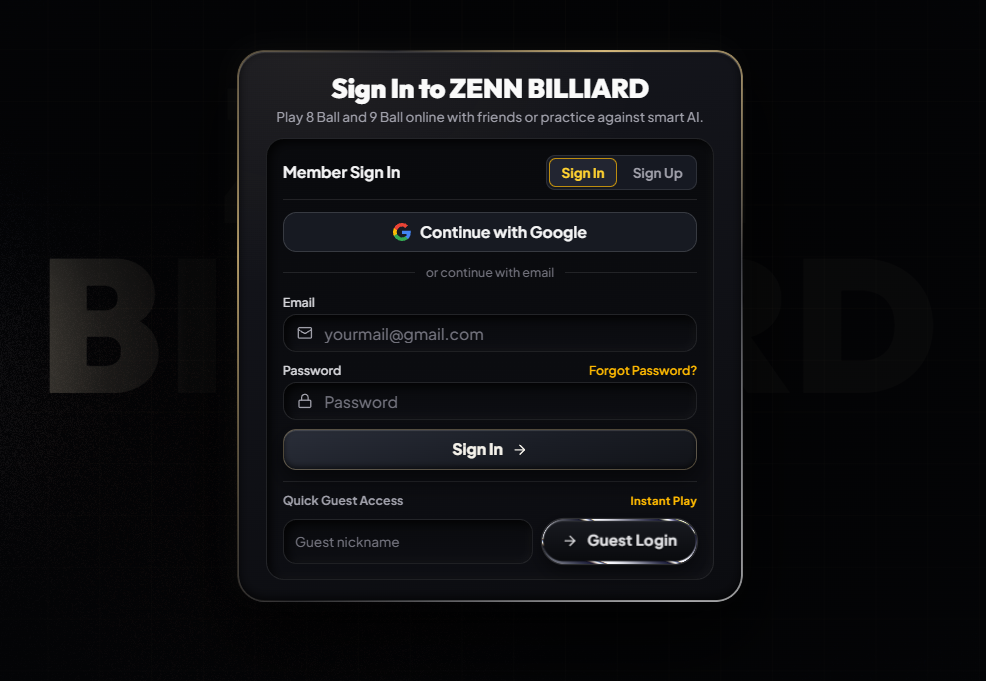 Sign In to ZENN BILLIARD
Play 8 Ball and 9 Ball online with friends or practice against smart AI.
Member Sign In
Sign In
Sign Up
Continue with Google
or continue with email
Email
yourmail@gmail.com
Password
Forgot Password?
Password
Sign In
Quick Guest Access
Instant Play
Guest nickname
Guest Login